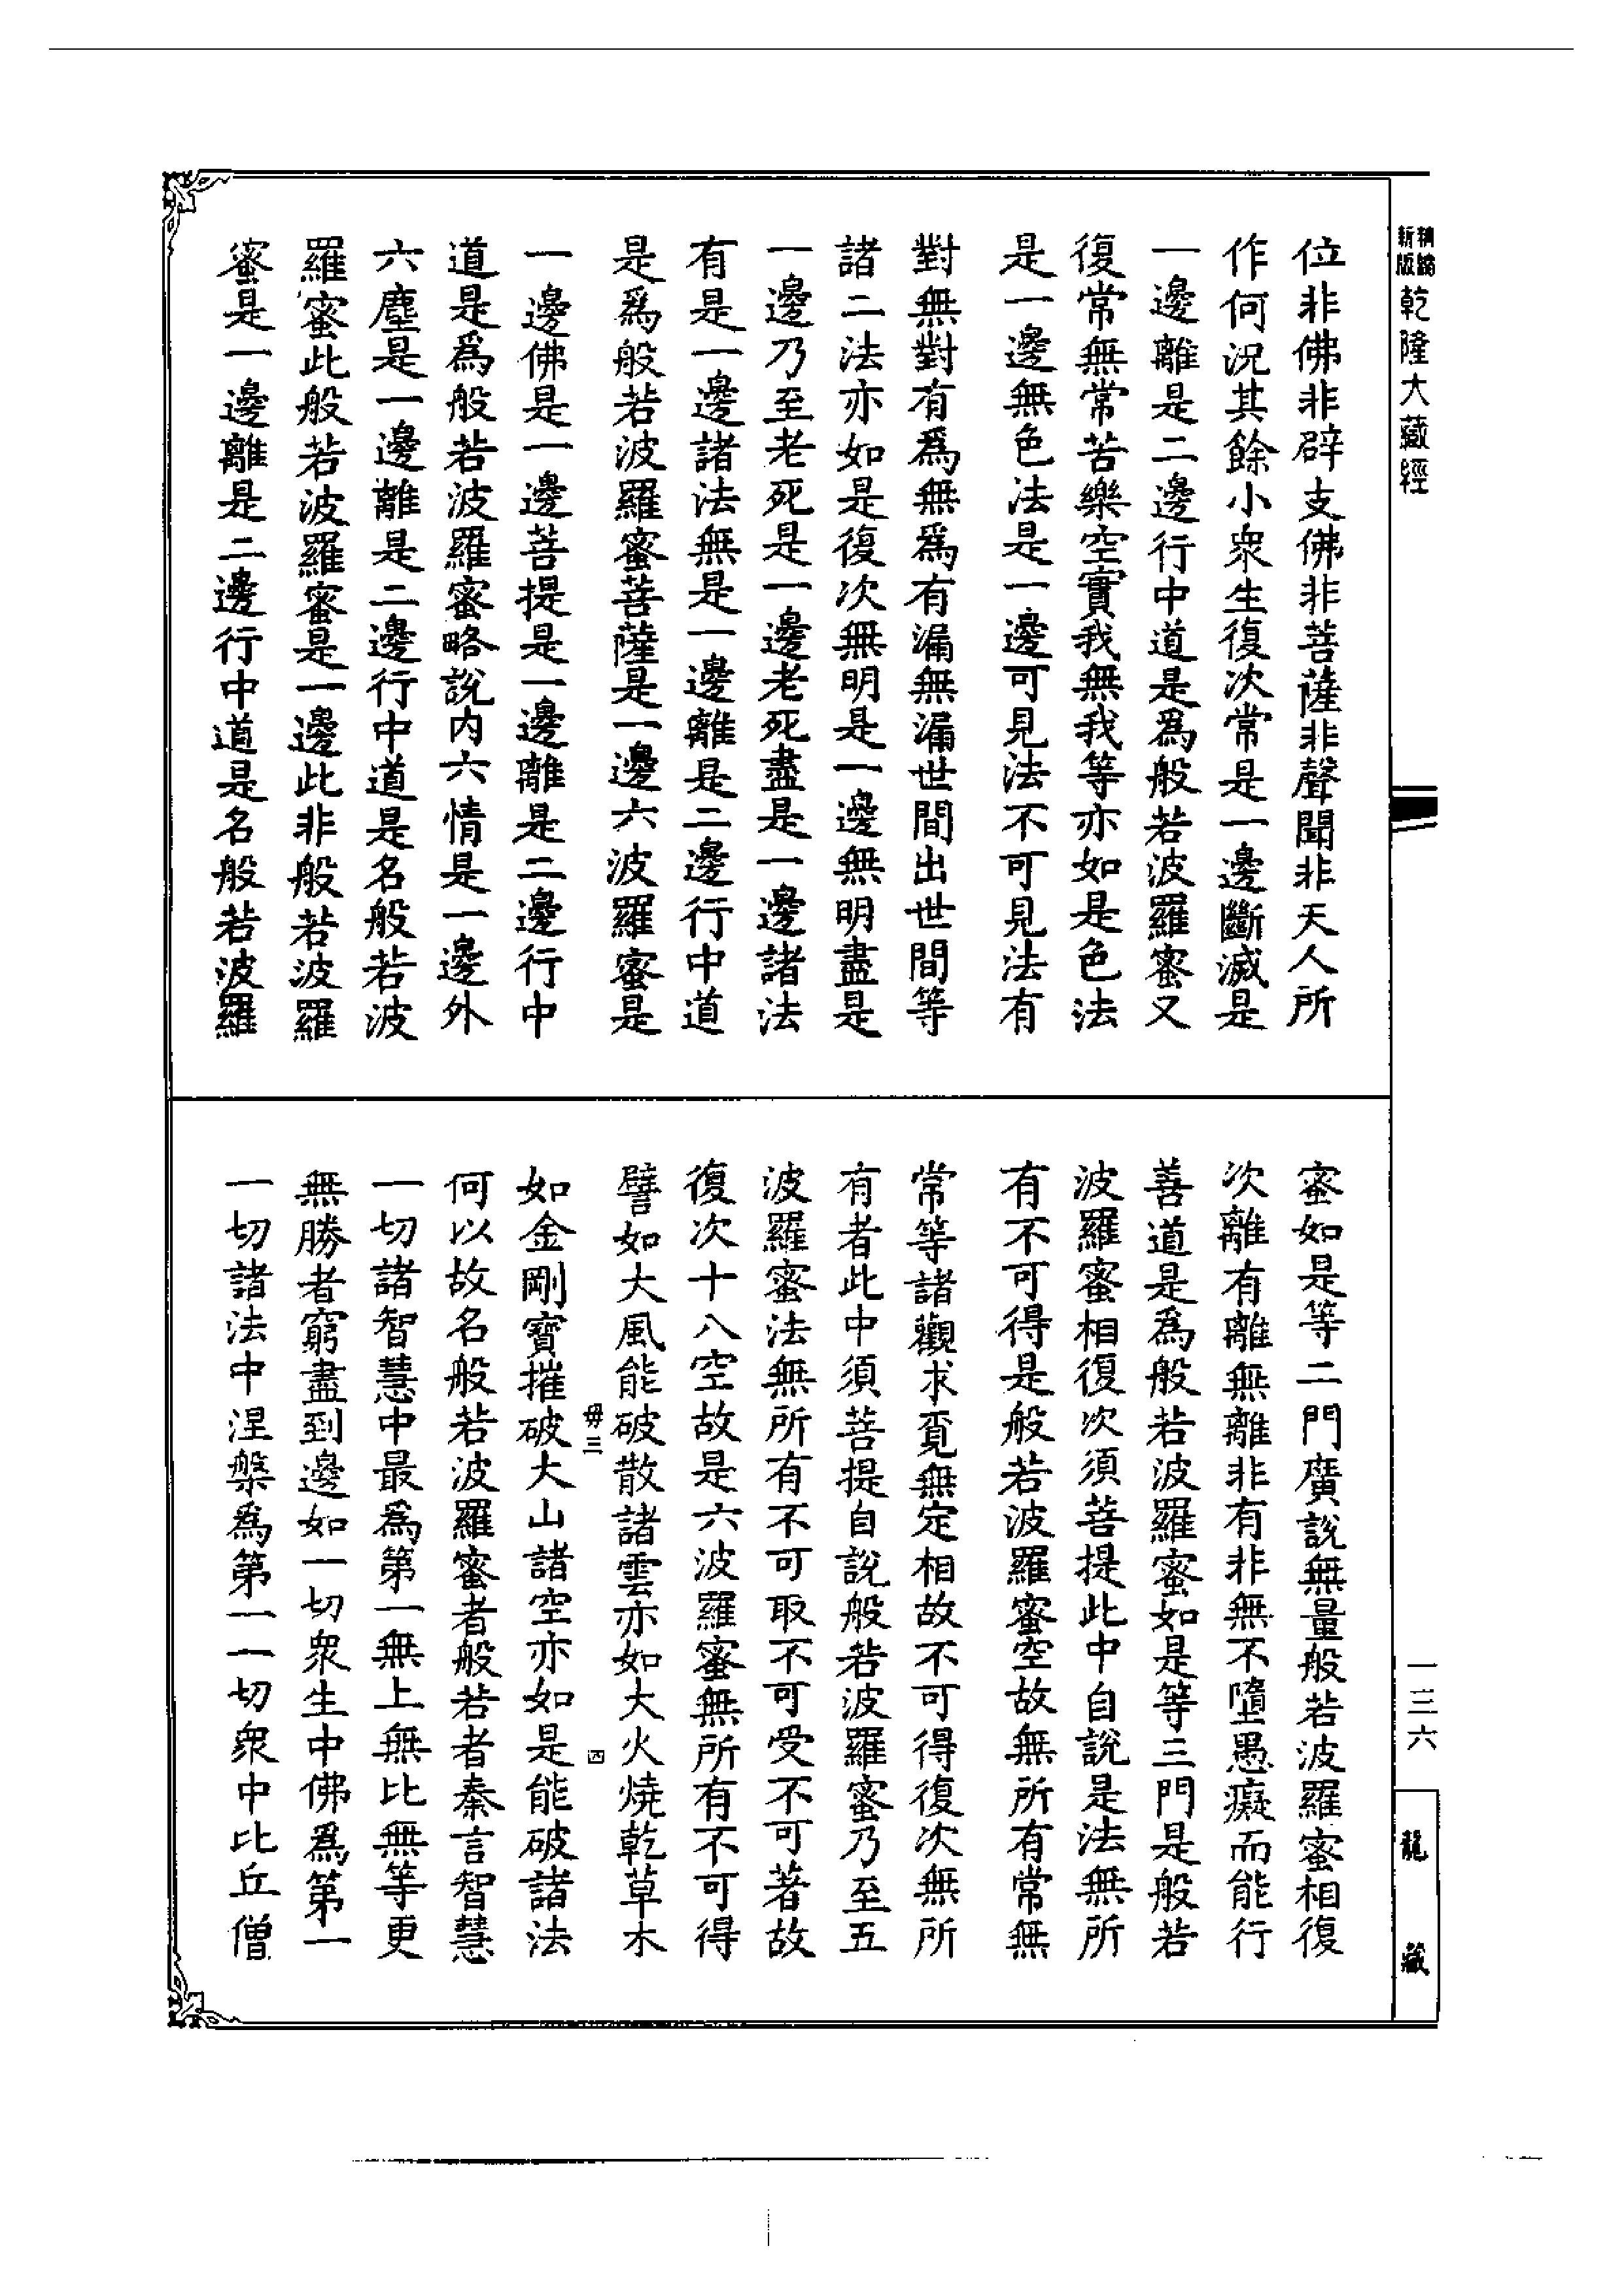 精縮新版乾隆大藏經
位非佛非辟支佛非菩薩非聲聞非天人所
作何況其餘小衆生復次常是一邊斷滅是
一邊離是二邊行中道是爲般若波羅蜜又
復常無常苦樂空實我無我等亦如是色法
是一邊無色法是一邊可見法不可見法有
對無對有爲無爲有漏無漏世間出世間等
諸二法亦如是復次無明是一邊無明盡是
一邊乃至老死是一邊老死盡是一邊諸法
有是一邊諸法無是一邊離是二邊行中道
是爲般若波羅蜜菩薩是一邊六波羅蜜是
一邊佛是一邊菩提是一邊離是二邊行中
道是爲般若波羅蜜略說内六情是一邊外
六塵是一邊離是二邊行中道是名般若波
羅蜜此般若波羅蜜是一邊此非般若波羅
蜜是一邊離是二邊行中道是名般若波羅
蜜如是等二門廣說無量般若波羅蜜相復
次離有離無離非有非無不墮愚癡而能行
善道是爲般若波羅蜜如是等三門是般若
波羅蜜相復次須菩提此中自說是法無所
有不可得是般若波羅蜜空故無所有常無
常等諸觀求覓無定相故不可得復次無所
有者此中須菩提自說般若波羅蜜乃至五
波羅蜜法無所有不可取不可受不可著故
復次十八空故是六波羅蜜無所有不可得
譬如大風能破散諸雲亦如大火燒乾草木
毋三 四
如金剛寶摧破大山諸空亦如是能破諸法
何以故名般若波羅蜜者般若者秦言智慧
一切諸智慧中最爲第一無上無比無等更
無勝者窮盡到邊如一切衆生中佛爲第一
一切諸法中涅槃爲第一一切衆中比丘僧
一三六
龍藏